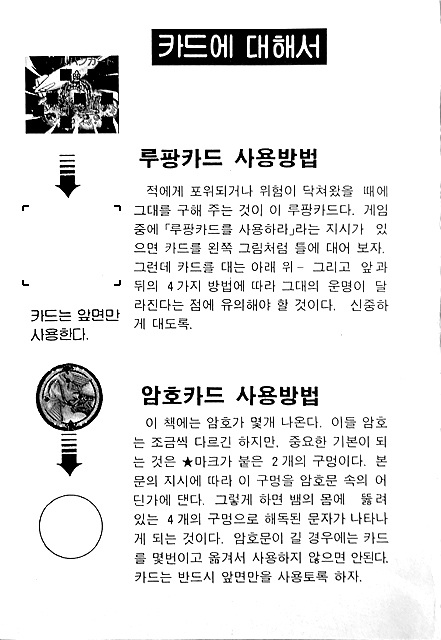 카드에 대해서
루팡카드 사용방법
적에게 포위되거나 위험이 닥쳐왔을 때에
그대를 구해 주는 것이 이 루팡카드다. 게임
중에 「루팡카드를 사용하라」라는 지시가 있
으면 카드를 왼쪽 그림처럼 틀에 대어 보자.
그런데 카드를 대는 아래 위- 그리고 앞과
뒤의 4가지 방법에 따라 그대의 운명이 달
라진다는 점에 유의해야 할 것이다. 신중하
게 대도록.
카드는 앞면만
사용한다.
암호카드 사용방법
이 책에는 암호가 몇개 나온다. 이들 암호
는 조금씩 다르긴 하지만, 중요한 기본이 되
는 것은 ★마크가 붙은 2개의 구멍이다. 본
문의 지시에 따라 이 구멍을 암호문 속의 어
딘가에 댄다. 그렇게 하면 뱀의 몸에 뚫려
있는 4개의 구멍으로 해독된 문자가 나타나
게 되는 것이다. 암호문이 길 경우에는 카드
를 몇번이고 옮겨서 사용하지 않으면 안된다.
카드는 반드시 앞면만을 사용토록 하자.